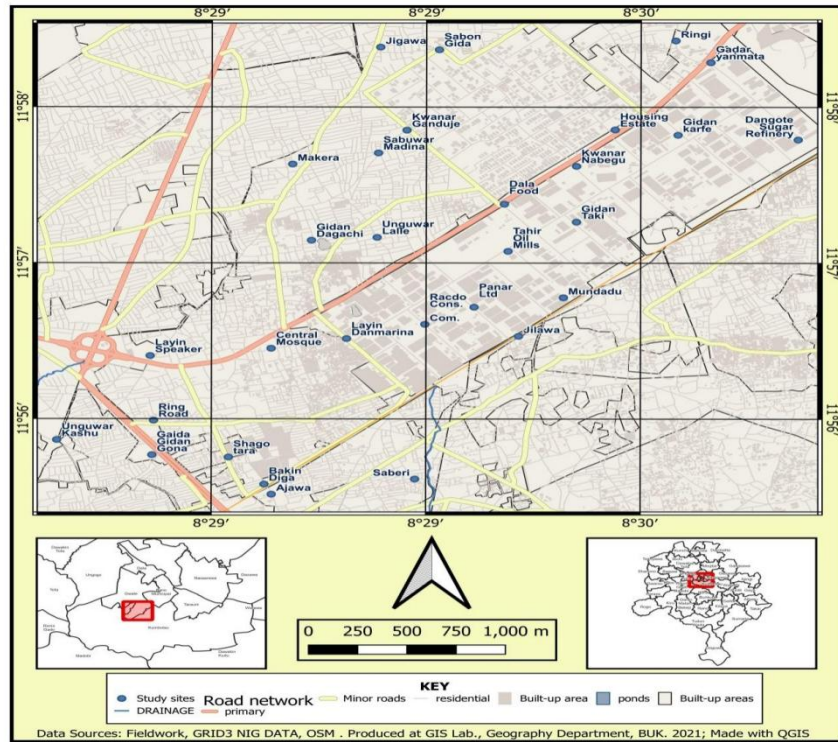 8°29' 8°29' 8°30'
Jigawa
Sabon
Gida
Ringi
Gadar
yanmata
11°58'
11°58'
Kwanar
Ganduje
Housing
Estate
Gidan
karfe
Dangote
Sugar
Refinery
Sabuwar
Madina
Makera
Kwanar
Nabegu
Dala
Food
Gidan
Taki
Gidan
Dagachi
Unguwar
Lalle
Tahir
Oil
Mills
11°57'
11°57'
Racdo
Cons.
Com.
Panar
Ltd
Mundadu
Layin
Speaker
Central
Mosque
Layin
Danmarina
Jilawa
11°56'
11°56'
Unguwar
Kashu
Ring
Road
Gaida
Gidan
Gona
Shago
tara
Bakin
Diga
Ajawa
Saberi
8°29' 8°29' 8°30'
0 250 500 750 1,000 m
KEY
Study sites Road network Minor roads residential Built-up area ponds Built-up areas
DRAINAGE primary
Data Sources: Fieldwork, GRID3 NIG DATA, OSM . Produced at GIS Lab., Geography Department, BUK. 2021; Made with QGIS